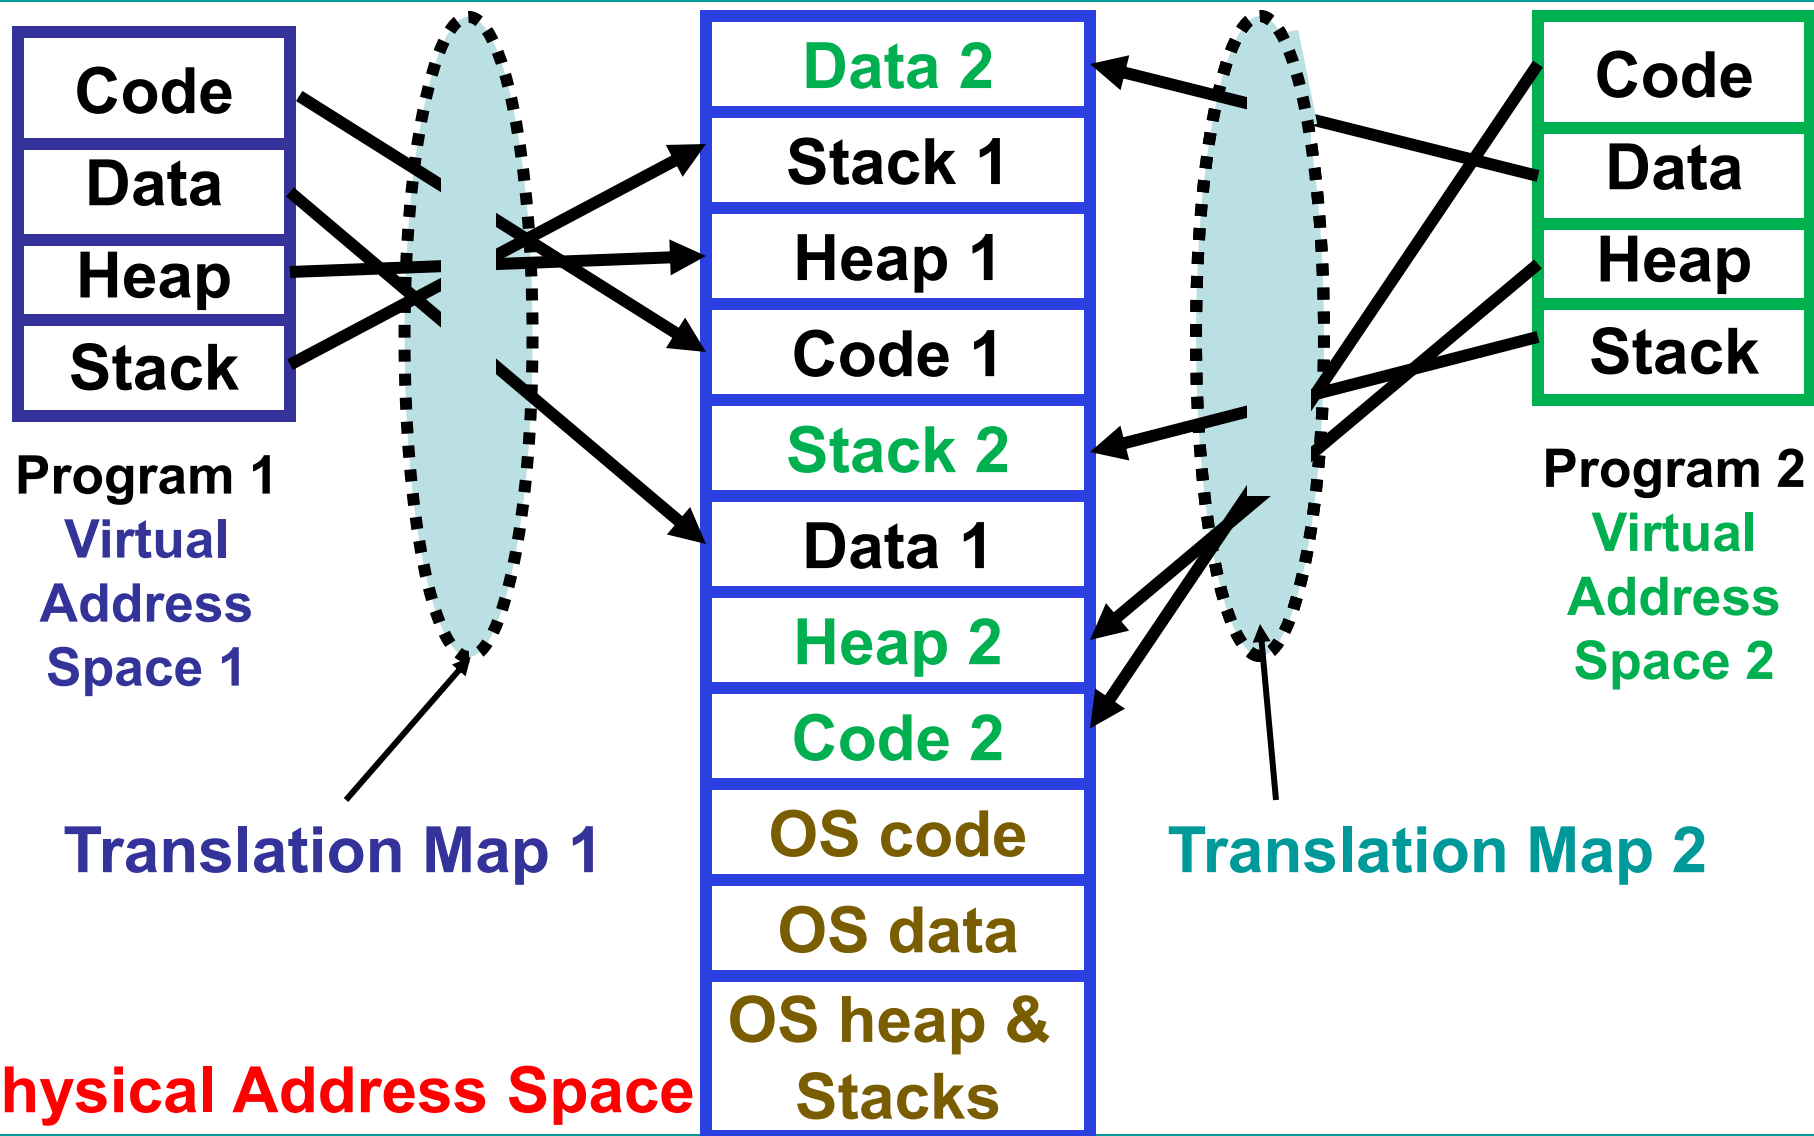 Code
Data
Heap
Stack
Program 1
Virtual
Address
Space 1
Translation Map 1
Data 2
Stack 1
Heap 1
Code 1
Stack 2
Data 1
Heap 2
Code 2
OS code
OS data
OS heap &
Stacks
Code
Data
Heap
Stack
Program 2
Virtual
Address
Space 2
Translation Map 2
hysical Address Space